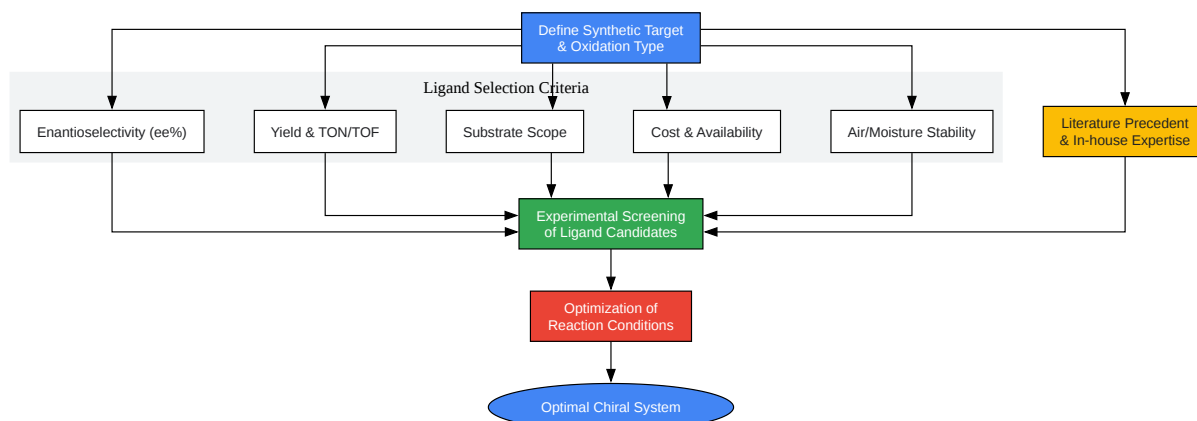 Define Synthetic Target
& Oxidation Type
Ligand Selection Criteria
Enantioselectivity (ee%)
Yield & TON/TOF
Substrate Scope
Cost & Availability
Air/Moisture Stability
Literature Precedent
& In-house Expertise
Experimental Screening
of Ligand Candidates
Optimization of
Reaction Conditions
Optimal Chiral System